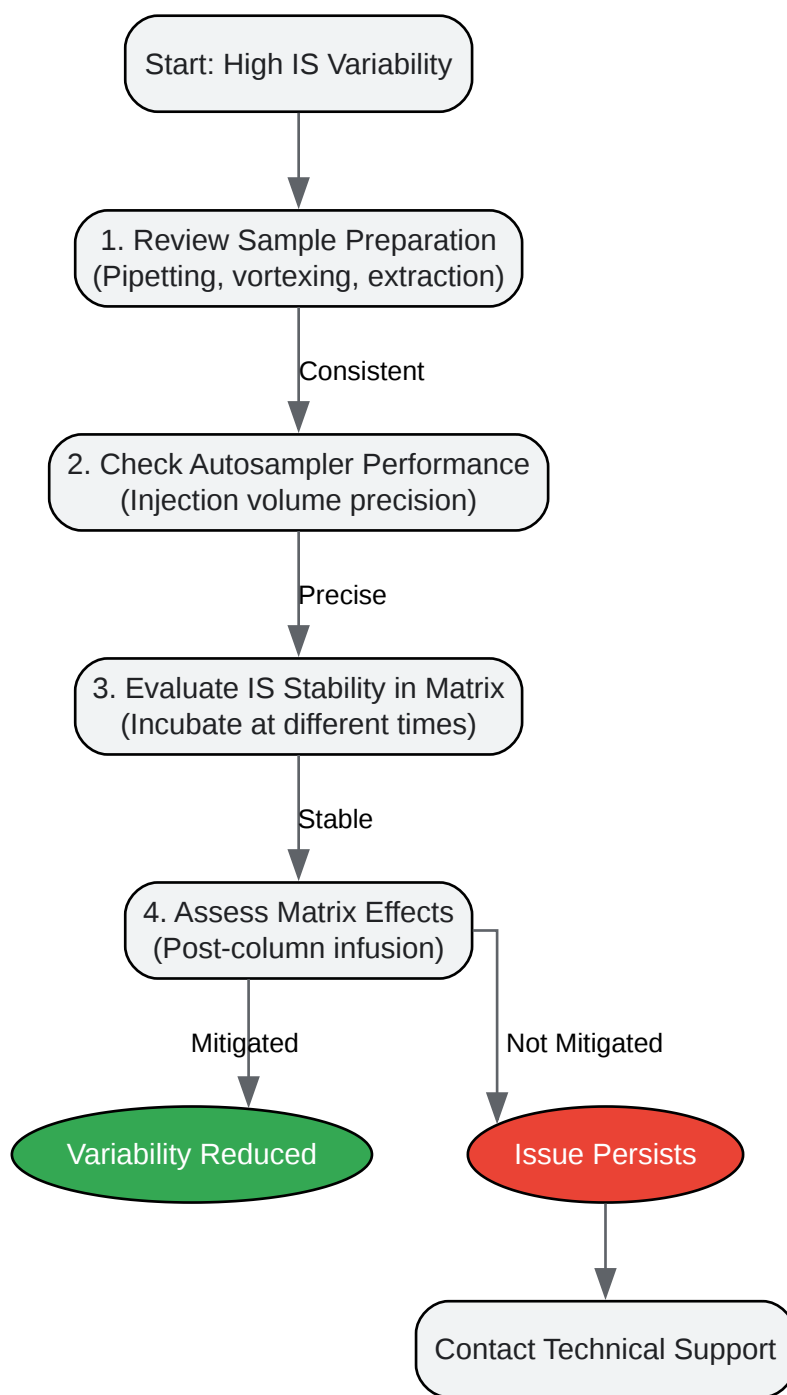 Start: High IS Variability
1. Review Sample Preparation
(Pipetting, vortexing, extraction)
Consistent
2. Check Autosampler Performance
(Injection volume precision)
Precise
3. Evaluate IS Stability in Matrix
(Incubate at different times)
Stable
4. Assess Matrix Effects
(Post-column infusion)
Mitigated
Not Mitigated
Variability Reduced
Issue Persists
Contact Technical Support